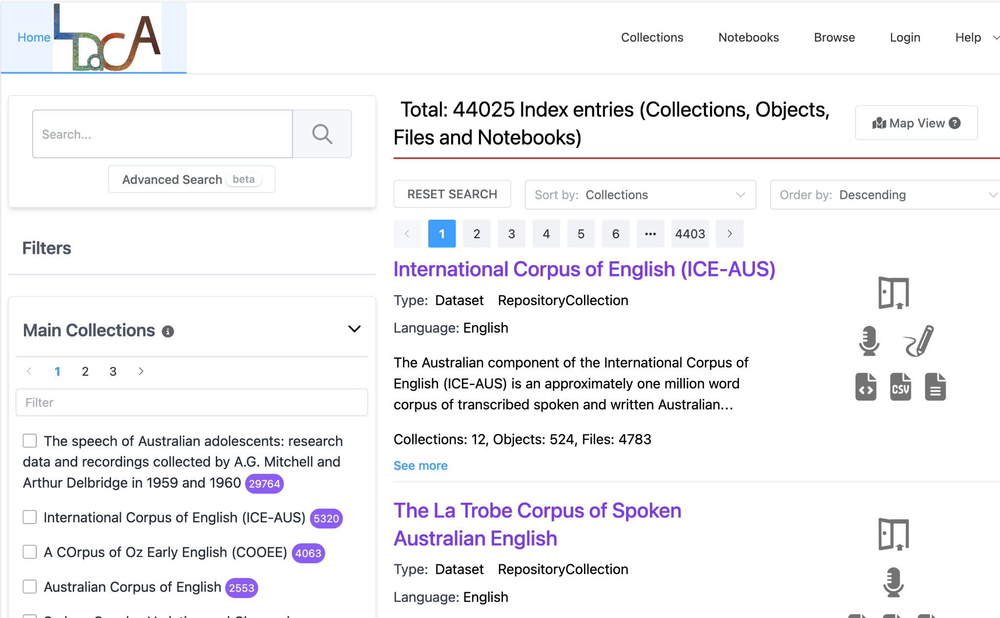 Home
LDaCA
Collections
Notebooks
Browse
Login
Help
Search...
Advanced Search beta
Filters
Main Collections
1 2 3
Filter
The speech of Australian adolescents: research
data and recordings collected by A.G. Mitchell and
Arthur Delbridge in 1959 and 1960 29764
International Corpus of English (ICE-AUS) 5320
A COrpus of Oz Early English (COOEE) 4063
Australian Corpus of English 2553
Total: 44025 Index entries (Collections, Objects,
Files and Notebooks)
Map View ?
RESET SEARCH
Sort by: Collections
Order by: Descending
1 2 3 4 5 6 ••• 4403
International Corpus of English (ICE-AUS)
Type: Dataset RepositoryCollection
Language: English
The Australian component of the International Corpus of
English (ICE-AUS) is an approximately one million word
corpus of transcribed spoken and written Australian...
CSV
Collections: 12, Objects: 524, Files: 4783
See more
The La Trobe Corpus of Spoken
Australian English
Type: Dataset RepositoryCollection
Language: English